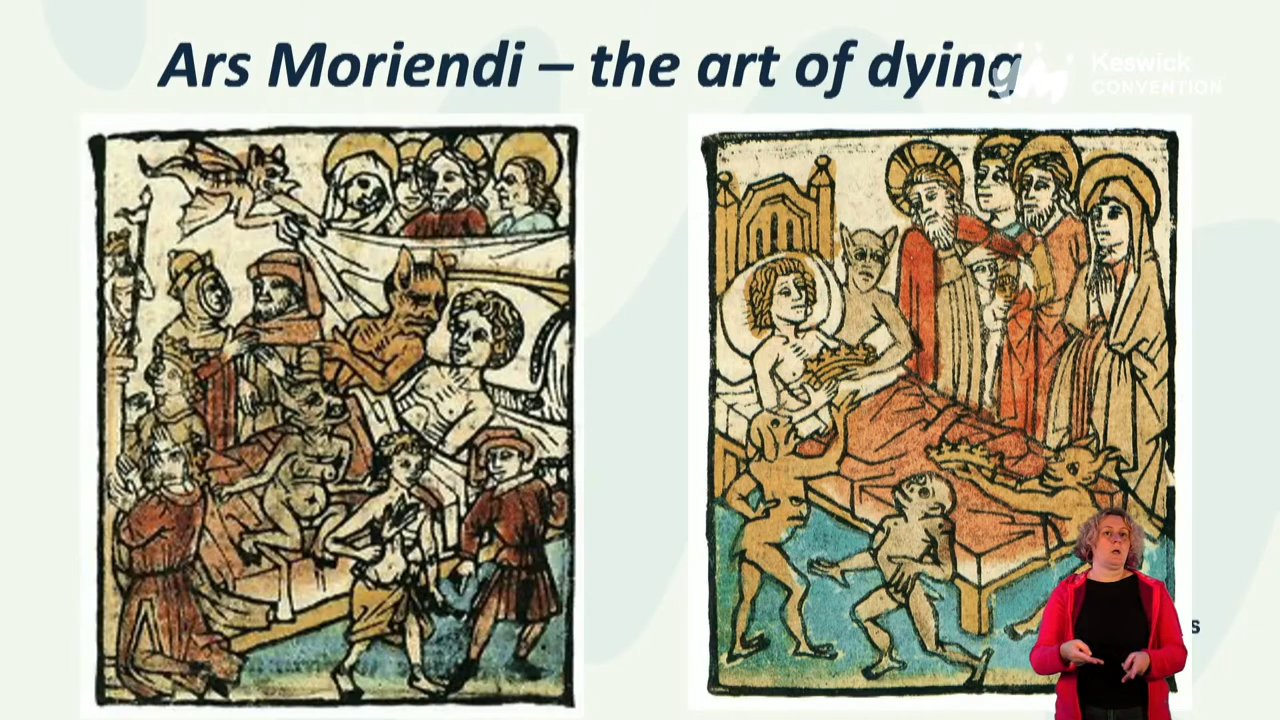 Ars Moriendi – the art of dying
Keswick
CONVENTION